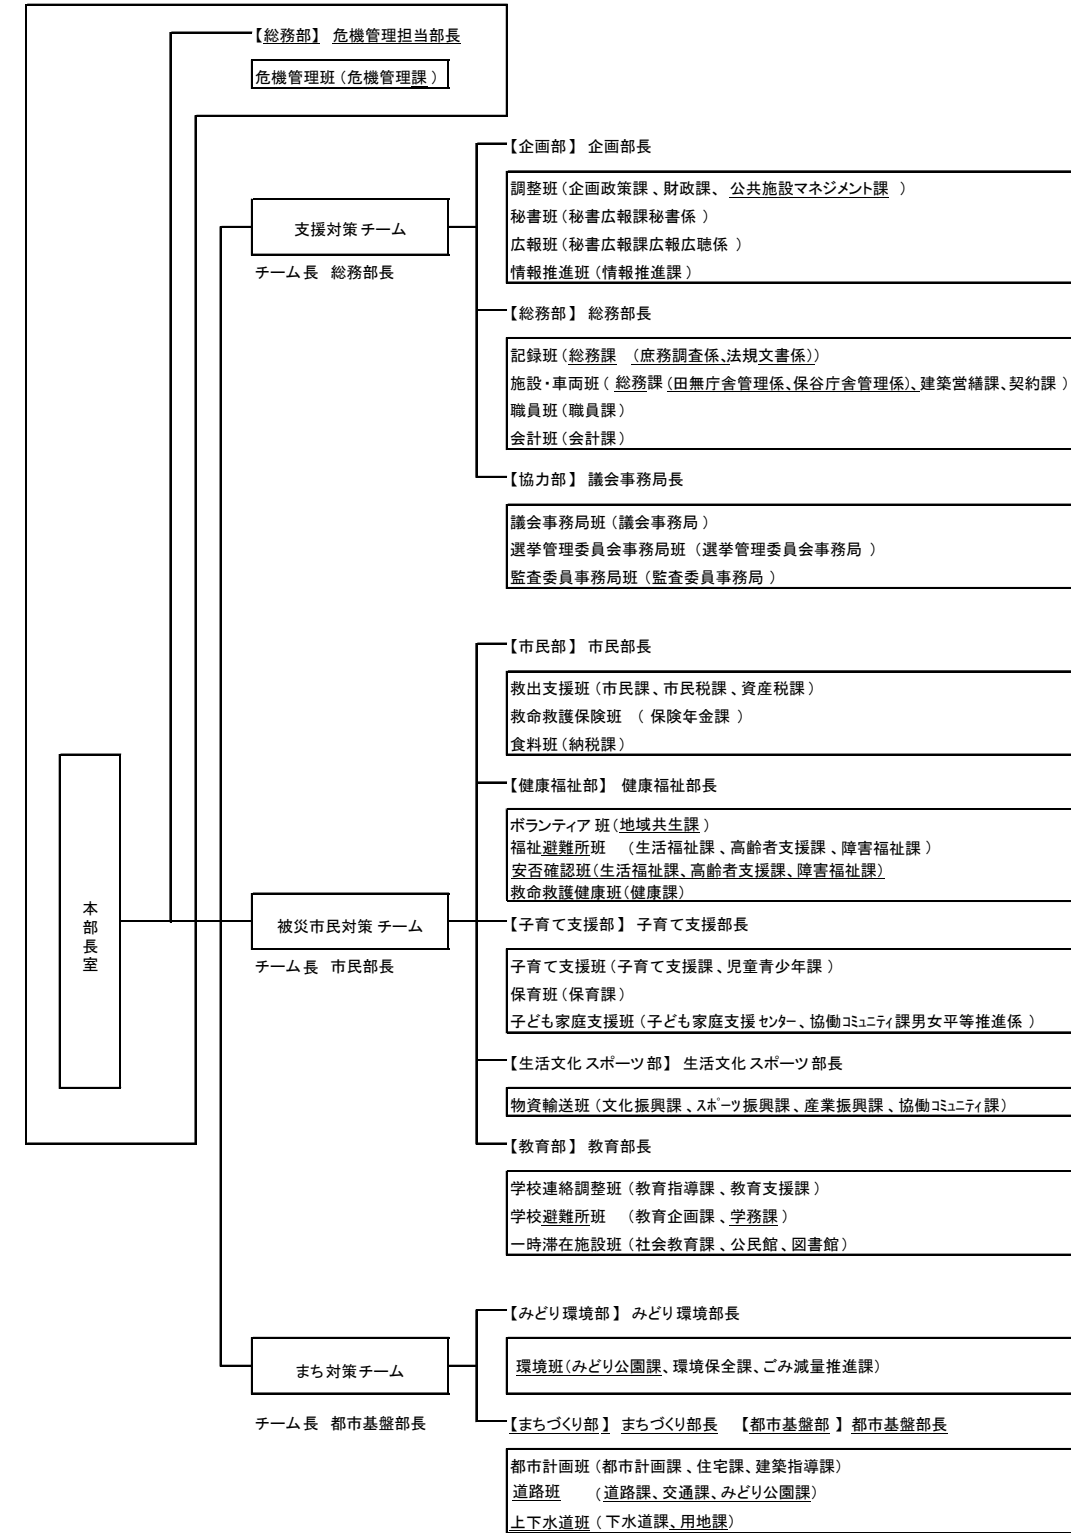 【総務部】 危機管理担当部長
危機管理班（危機管理課）
【企画部】 企画部長
調整班（企画政策課、財政課、公共施設マネジメント課）
秘書班（秘書広報課秘書係）
広報班（秘書広報課広報広聴係）
情報推進班（情報推進課）
支援対策チーム
チーム長 総務部長
【総務部】 総務部長
記録班（総務課（庶務調査係、法規文書係））
施設・車両班（総務課（田無庁舎管理係、保谷庁舎管理係）、建築営繕課、契約課）
職員班（職員課）
会計班（会計課）
【協力部】 議会事務局長
議会事務局班（議会事務局）
選挙管理委員会事務局班（選挙管理委員会事務局）
監査委員事務局班（監査委員事務局）
【市民部】 市民部長
救出支援班（市民課、市民税課、資産税課）
救命救護保険班（保険年金課）
食料班（納税課）
【健康福祉部】 健康福祉部長
ボランティア班（地域共生課）
福祉避難所班（生活福祉課、高齢者支援課、障害福祉課）
安否確認班（生活福祉課、高齢者支援課、障害福祉課）
救命救護健康班（健康課）
本部長室
被災市民対策チーム
チーム長 市民部長
【子育て支援部】 子育て支援部長
子育て支援班（子育て支援課、児童青少年課）
保育班（保育課）
子ども家庭支援班（子ども家庭支援センター、協働コミュニティ課男女平等推進係）
【生活文化スポーツ部】 生活文化スポーツ部長
物資輸送班（文化振興課、スポーツ振興課、産業振興課、協働コミュニティ課）
【教育部】 教育部長
学校連絡調整班（教育指導課、教育支援課）
学校避難所班（教育企画課、学務課）
一時滞在施設班（社会教育課、公民館、図書館）
【みどり環境部】 みどり環境部長
環境班（みどり公園課、環境保全課、ごみ減量推進課）
まち対策チーム
チーム長 都市基盤部長
【まちづくり部】 まちづくり部長 【都市基盤部】 都市基盤部長
都市計画班（都市計画課、住宅課、建築指導課）
道路班（道路課、交通課、みどり公園課）
上下水道班（下水道課、用地課）